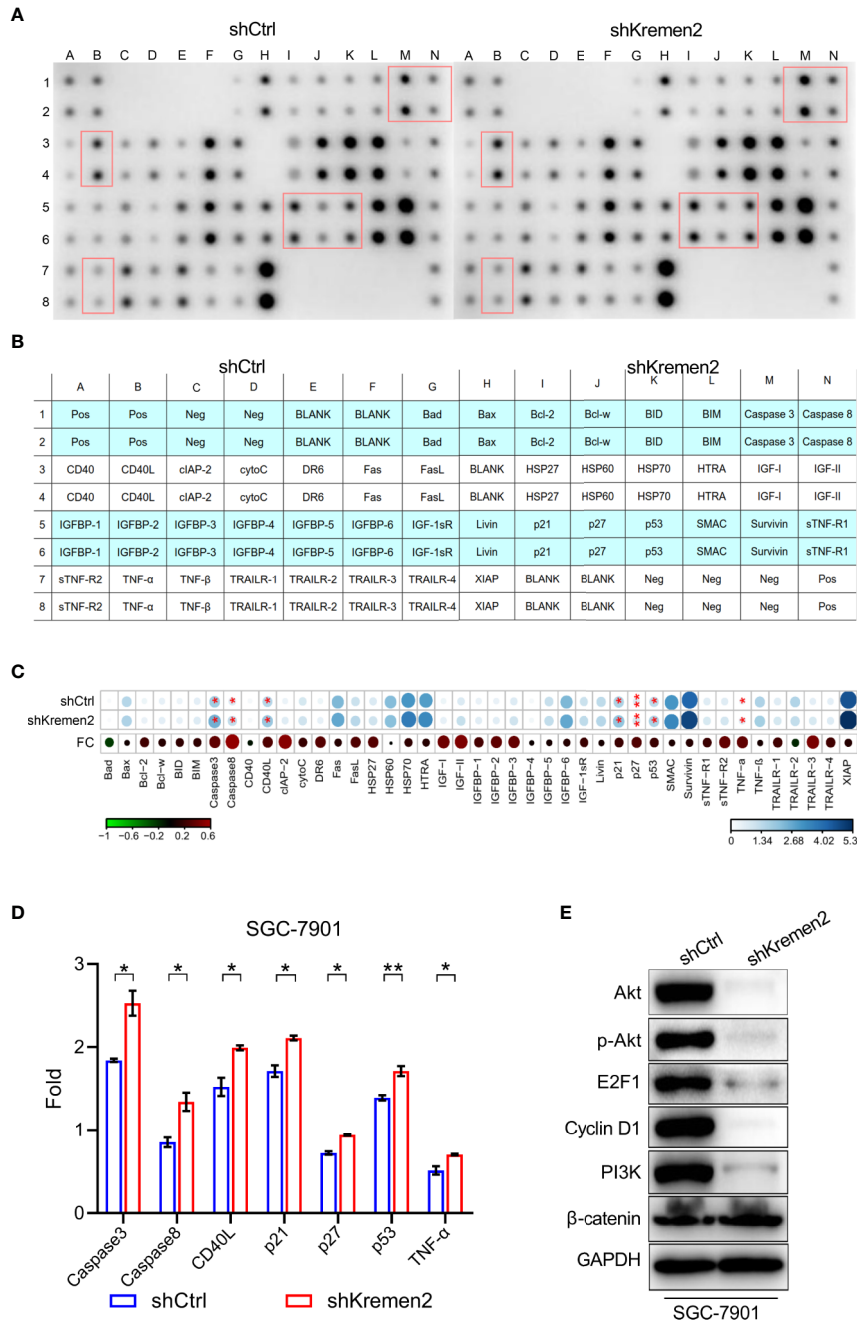 A
shCtrl
shKremen2
A B C D E F G H I J K L M N A B C D E F G H I J K L M N
1
2
3
4
5
6
7
8
B
shCtrl
shKremen2
A B C D E F G H I J K L M N
1 Pos Pos Neg Neg BLANK BLANK Bad Bax Bcl-2 Bcl-w BID BIM Caspase 3 Caspase 8
2 Pos Pos Neg Neg BLANK BLANK Bad Bax Bcl-2 Bcl-w BID BIM Caspase 3 Caspase 8
3 CD40 CD40L cIAP-2 cytoC DR6 Fas FasL BLANK HSP27 HSP60 HSP70 HTRA IGF-I IGF-II
4 CD40 CD40L cIAP-2 cytoC DR6 Fas FasL BLANK HSP27 HSP60 HSP70 HTRA IGF-I IGF-II
5 IGFBP-1 IGFBP-2 IGFBP-3 IGFBP-4 IGFBP-5 IGFBP-6 IGF-1sR Livin p21 p27 p53 SMAC Survivin sTNF-R1
6 IGFBP-1 IGFBP-2 IGFBP-3 IGFBP-4 IGFBP-5 IGFBP-6 IGF-1sR Livin p21 p27 p53 SMAC Survivin sTNF-R1
7 sTNF-R2 TNF-α TNF-β TRAILR-1 TRAILR-2 TRAILR-3 TRAILR-4 XIAP BLANK BLANK Neg Neg Neg Pos
8 sTNF-R2 TNF-α TNF-β TRAILR-1 TRAILR-2 TRAILR-3 TRAILR-4 XIAP BLANK BLANK Neg Neg Neg Pos
C
shCtrl * * * * ** * *
shKremen2 * * * * ** * *
FC
Bad Bax Bcl-2 Bcl-w BID BIM Caspase3 Caspase8 CD40 CD40L cIAP-2 cytoC DR6 Fas FasL HSP27 HSP60 HSP70 HTRA IGF-I IGF-II IGFBP-1 IGFBP-2 IGFBP-3 IGFBP-4 IGFBP-5 IGFBP-6 IGF-1sR Livin p21 p27 p53 SMAC Survivin sTNF-R1 sTNF-R2 TNF-a TNF-ß TRAILR-1 TRAILR-2 TRAILR-3 TRAILR-4 XIAP
−1 −0.6 −0.2 0.2 0.6
0 1.34 2.68 4.02 5.3
D
SGC-7901
* * * * * ** *
Fold
3
2
1
0
Caspase3 Caspase8 CD40L p21 p27 p53 TNF-α
shCtrl shKremen2
E
shCtrl shKremen2
Akt
p-Akt
E2F1
Cyclin D1
PI3K
β-catenin
GAPDH
SGC-7901